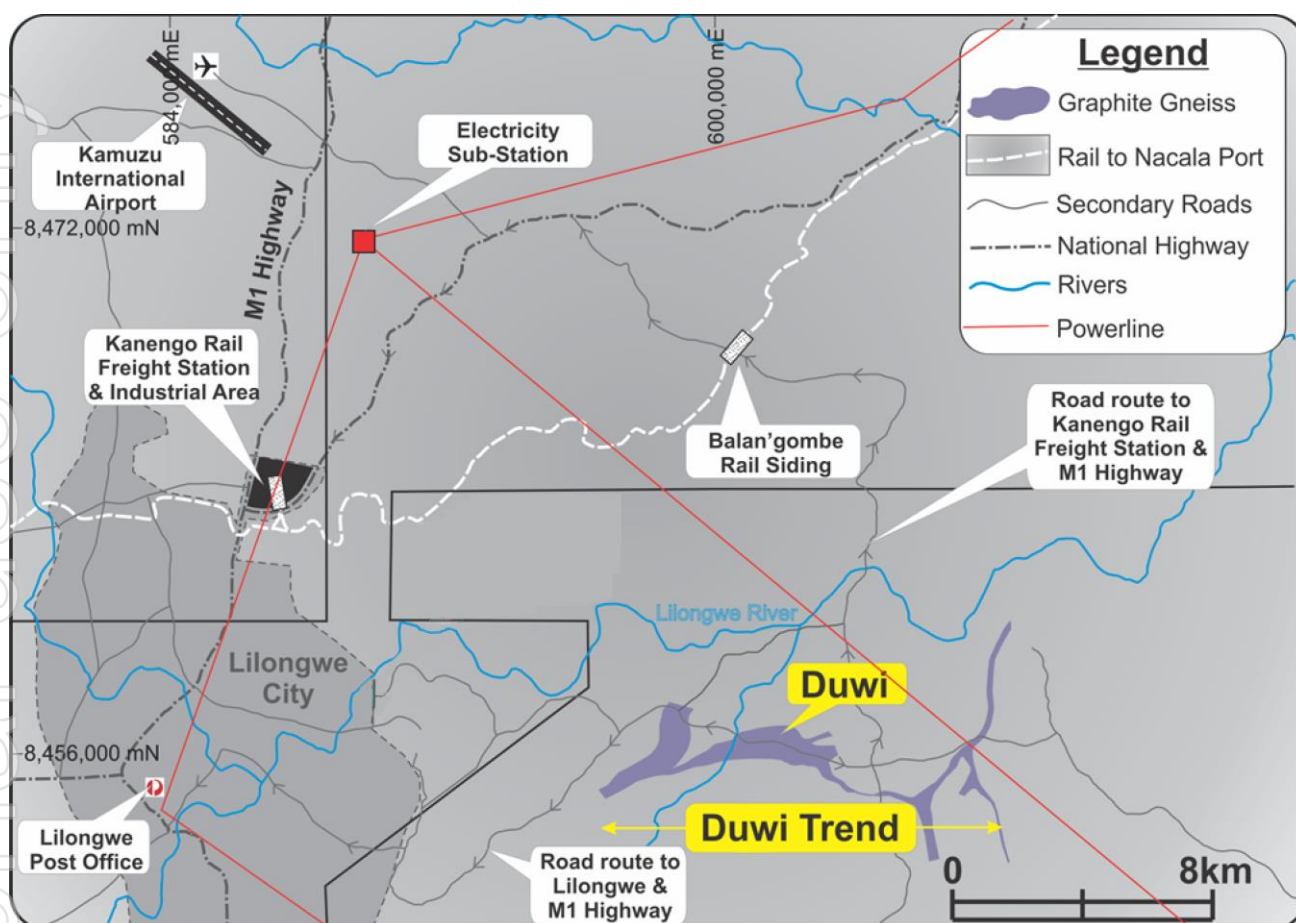 584,000 mE
600,000 mE
Legend
Graphite Gneiss
Rail to Nacala Port
Secondary Roads
National Highway
Rivers
Powerline
Electricity
Sub-Station
Kamuzu
International
Airport
8,472,000 mN
M1 Highway
Kanengo Rail
Freight Station
& Industrial Area
Balan'gombe
Rail Siding
Road route to
Kanengo Rail
Freight Station &
M1 Highway
Lilongwe River
Lilongwe
City
Duwi
8,456,000 mN
Duwi Trend
Lilongwe
Post Office
Road route to
Lilongwe &
M1 Highway
0 8km